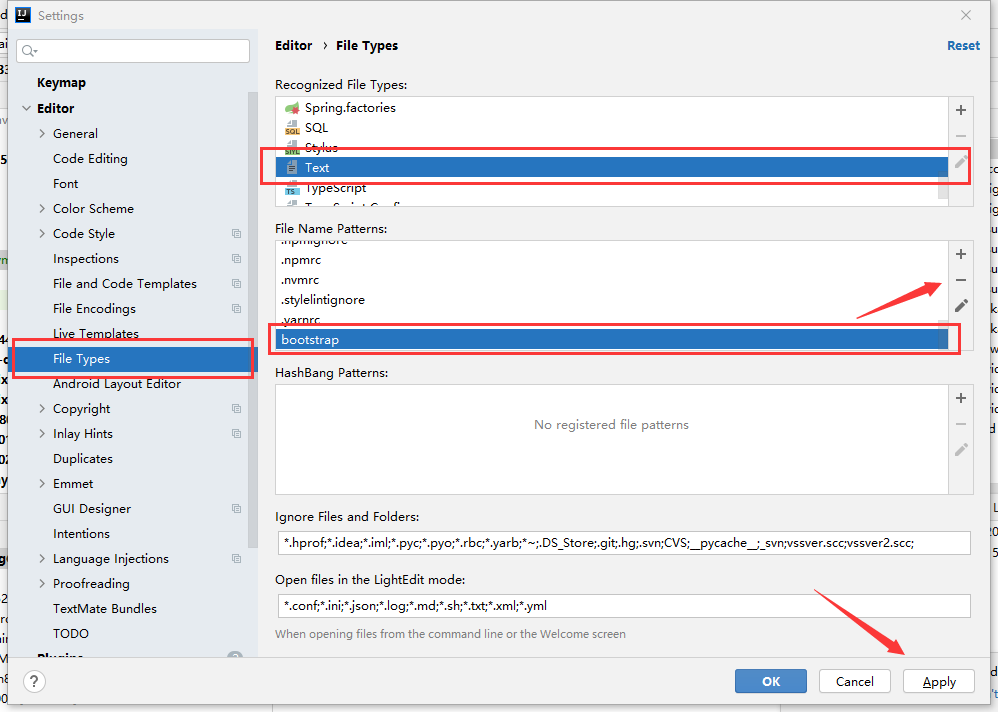 Settings
Editor › File Types
Reset
Keymap
Editor
General
Code Editing
Font
Color Scheme
Code Style
Inspections
File and Code Templates
File Encodings
Live Templates
File Types
Android Layout Editor
Copyright
Inlay Hints
Duplicates
Emmet
GUI Designer
Intentions
Language Injections
Proofreading
TextMate Bundles
TODO
Plugins
Recognized File Types:
Spring.factories
SQL
Stylus
Text
TypeScript
TypeScript Config
File Name Patterns:
.npmignore
.npmrc
.nvmrc
.stylelintignore
.yarnrc
bootstrap
HashBang Patterns:
No registered file patterns
Ignore Files and Folders:
*.hprof;*.idea;*.iml;*.pyc;*.pyo;*.rbc;*.yarb;*~;.DS_Store;.git;.hg;.svn;CVS;__pycache__;_svn;vssver.scc;vssver2.scc;
Open files in the LightEdit mode:
*.conf;*.ini;*.json;*.log;*.md;*.sh;*.txt;*.xml;*.yml
When opening files from the command line or the Welcome screen
?
OK
Cancel
Apply